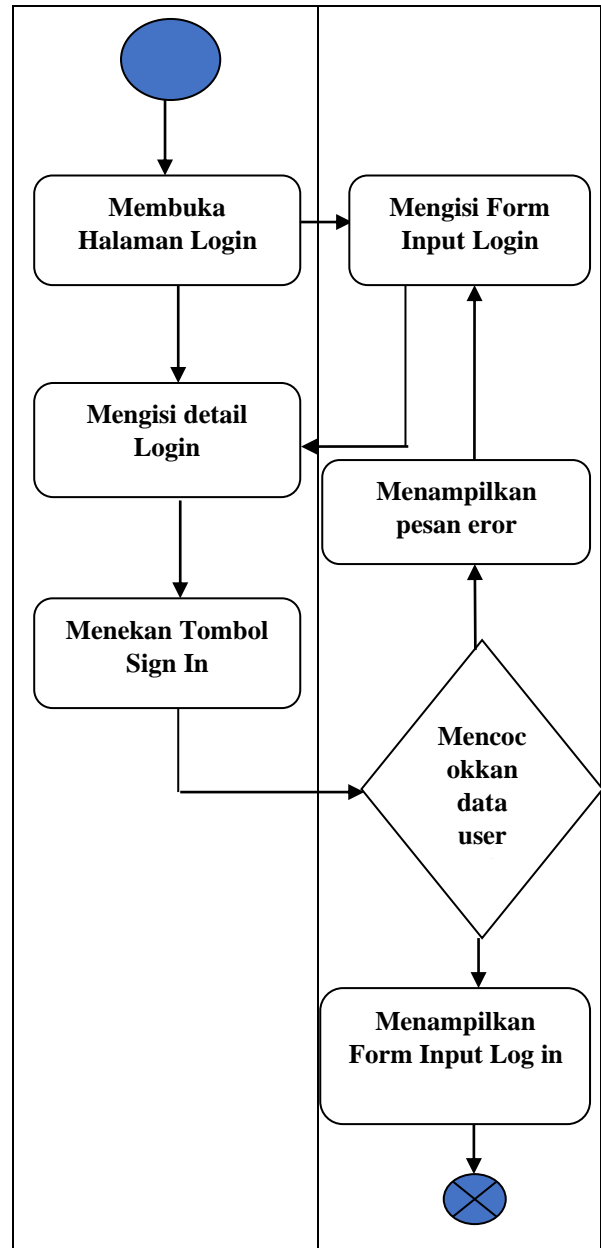 Membuka
Halaman Login
Mengisi Form
Input Login
Mengisi detail
Login
Menampilkan
pesan eror
Menekan Tombol
Sign In
Mencoc
okkan
data
user
Menampilkan
Form Input Log in